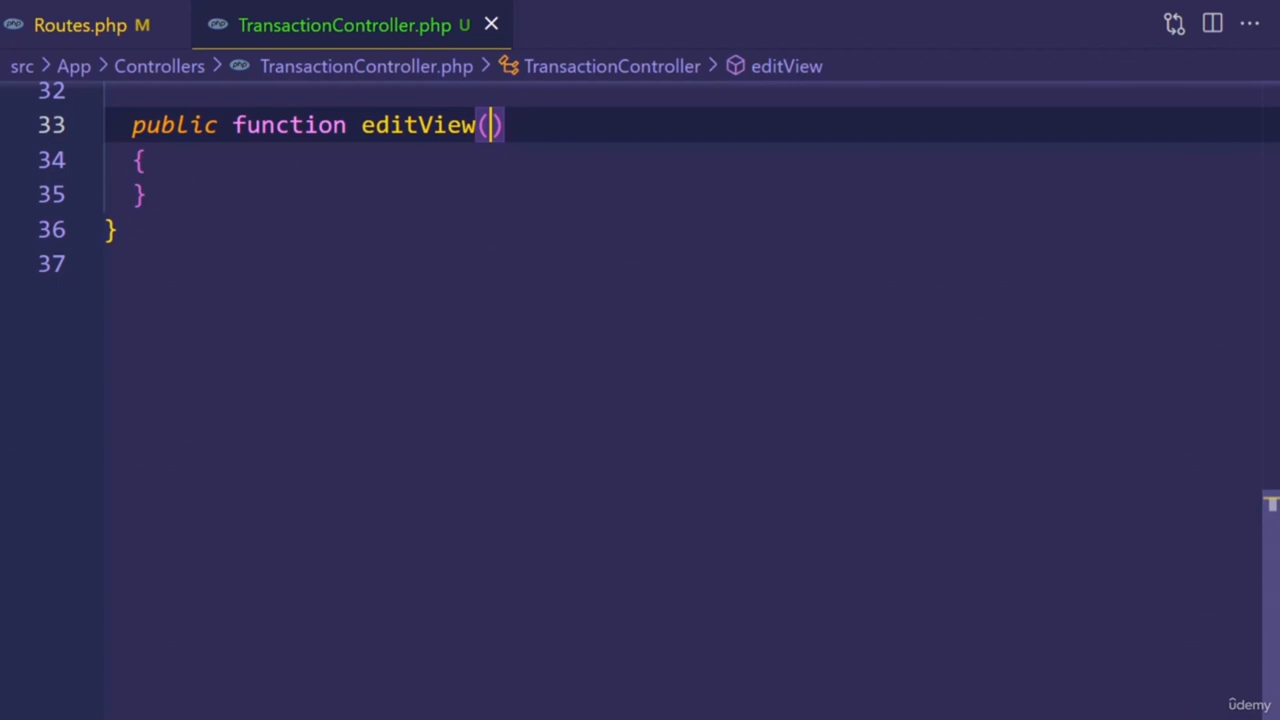 Routes.php M TransactionController.php U
src > App > Controllers > TransactionController.php > TransactionController > editView
32
33 public function editView()
34 {
35 }
36 }
37
udemy